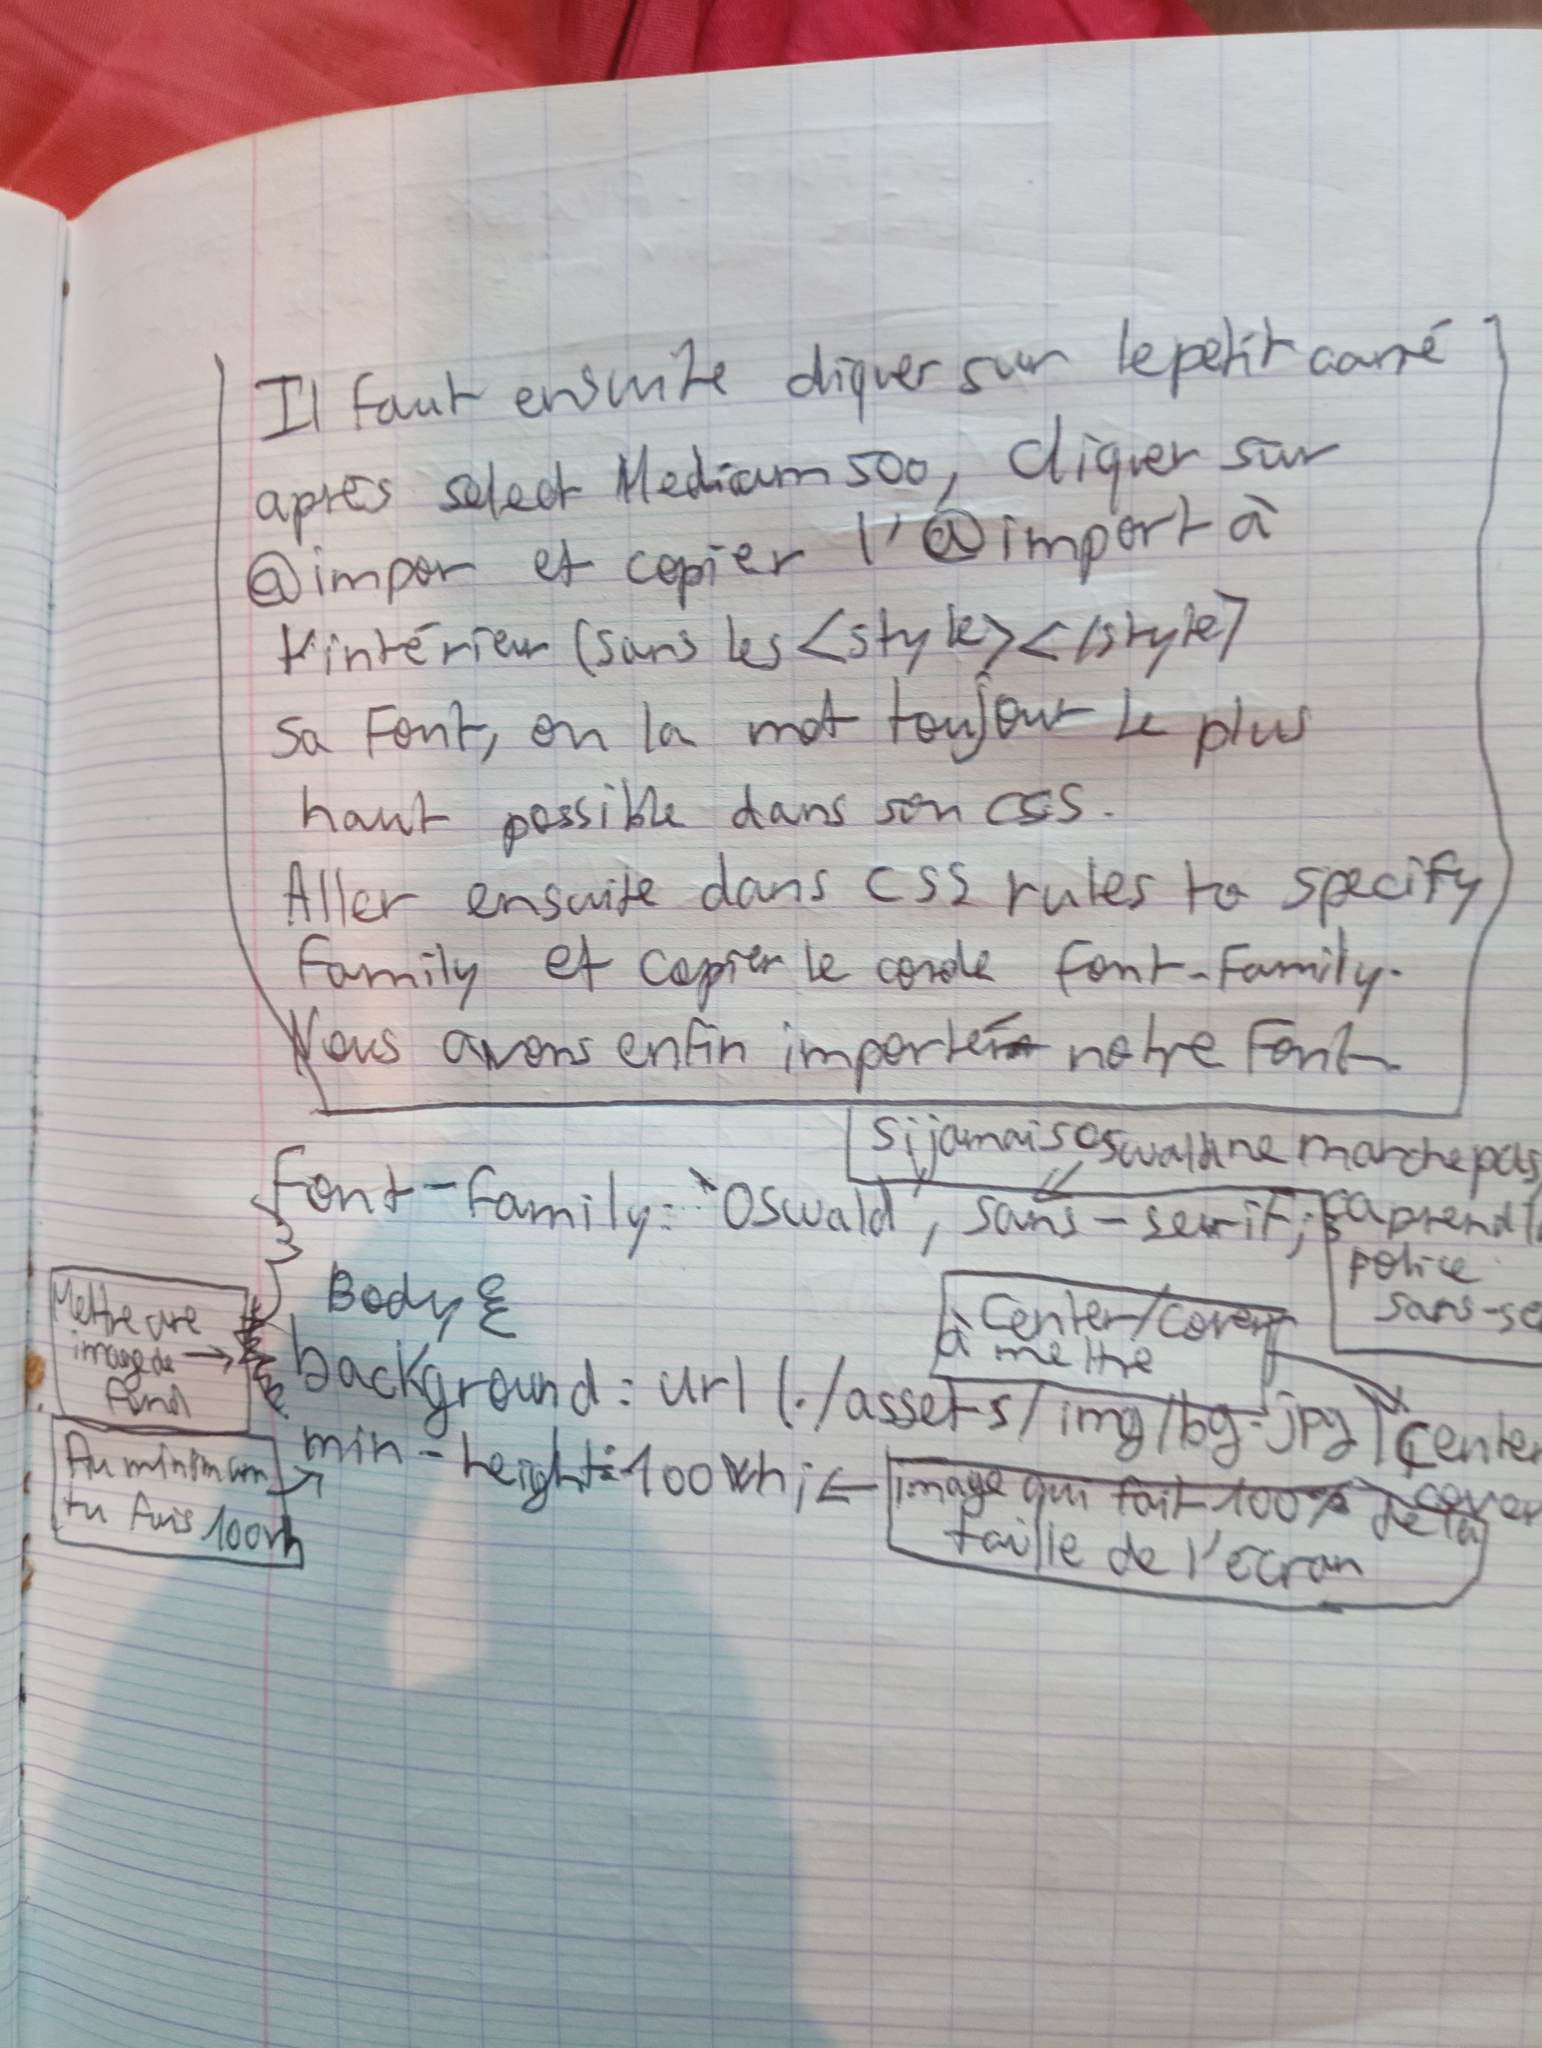 Il faut ensuite cliquer sur le petit carré
après select Medium 500, cliquer sur
@impor et copier l'@import à
l'intérieur (sans les <style></style>
sa Font, on la met toujour le plus
haut possible dans son CSS.
Aller ensuite dans CSS rules to specify
family et copier le code font-family.
Nous avons enfin importé notre Font
Si jamais Oswald ne marche pas,
font-family: 'Oswald', sans-serif;
ça prend la
police
sans-se
Body {
Mettre une
image de
fond
Center/cover
à mettre
background: url (./assets/img/bg.jpg) center
cover
min-height: 100vh;
Au minimum
tu fais 100vh
image qui fait 100% de la
taille de l'écran